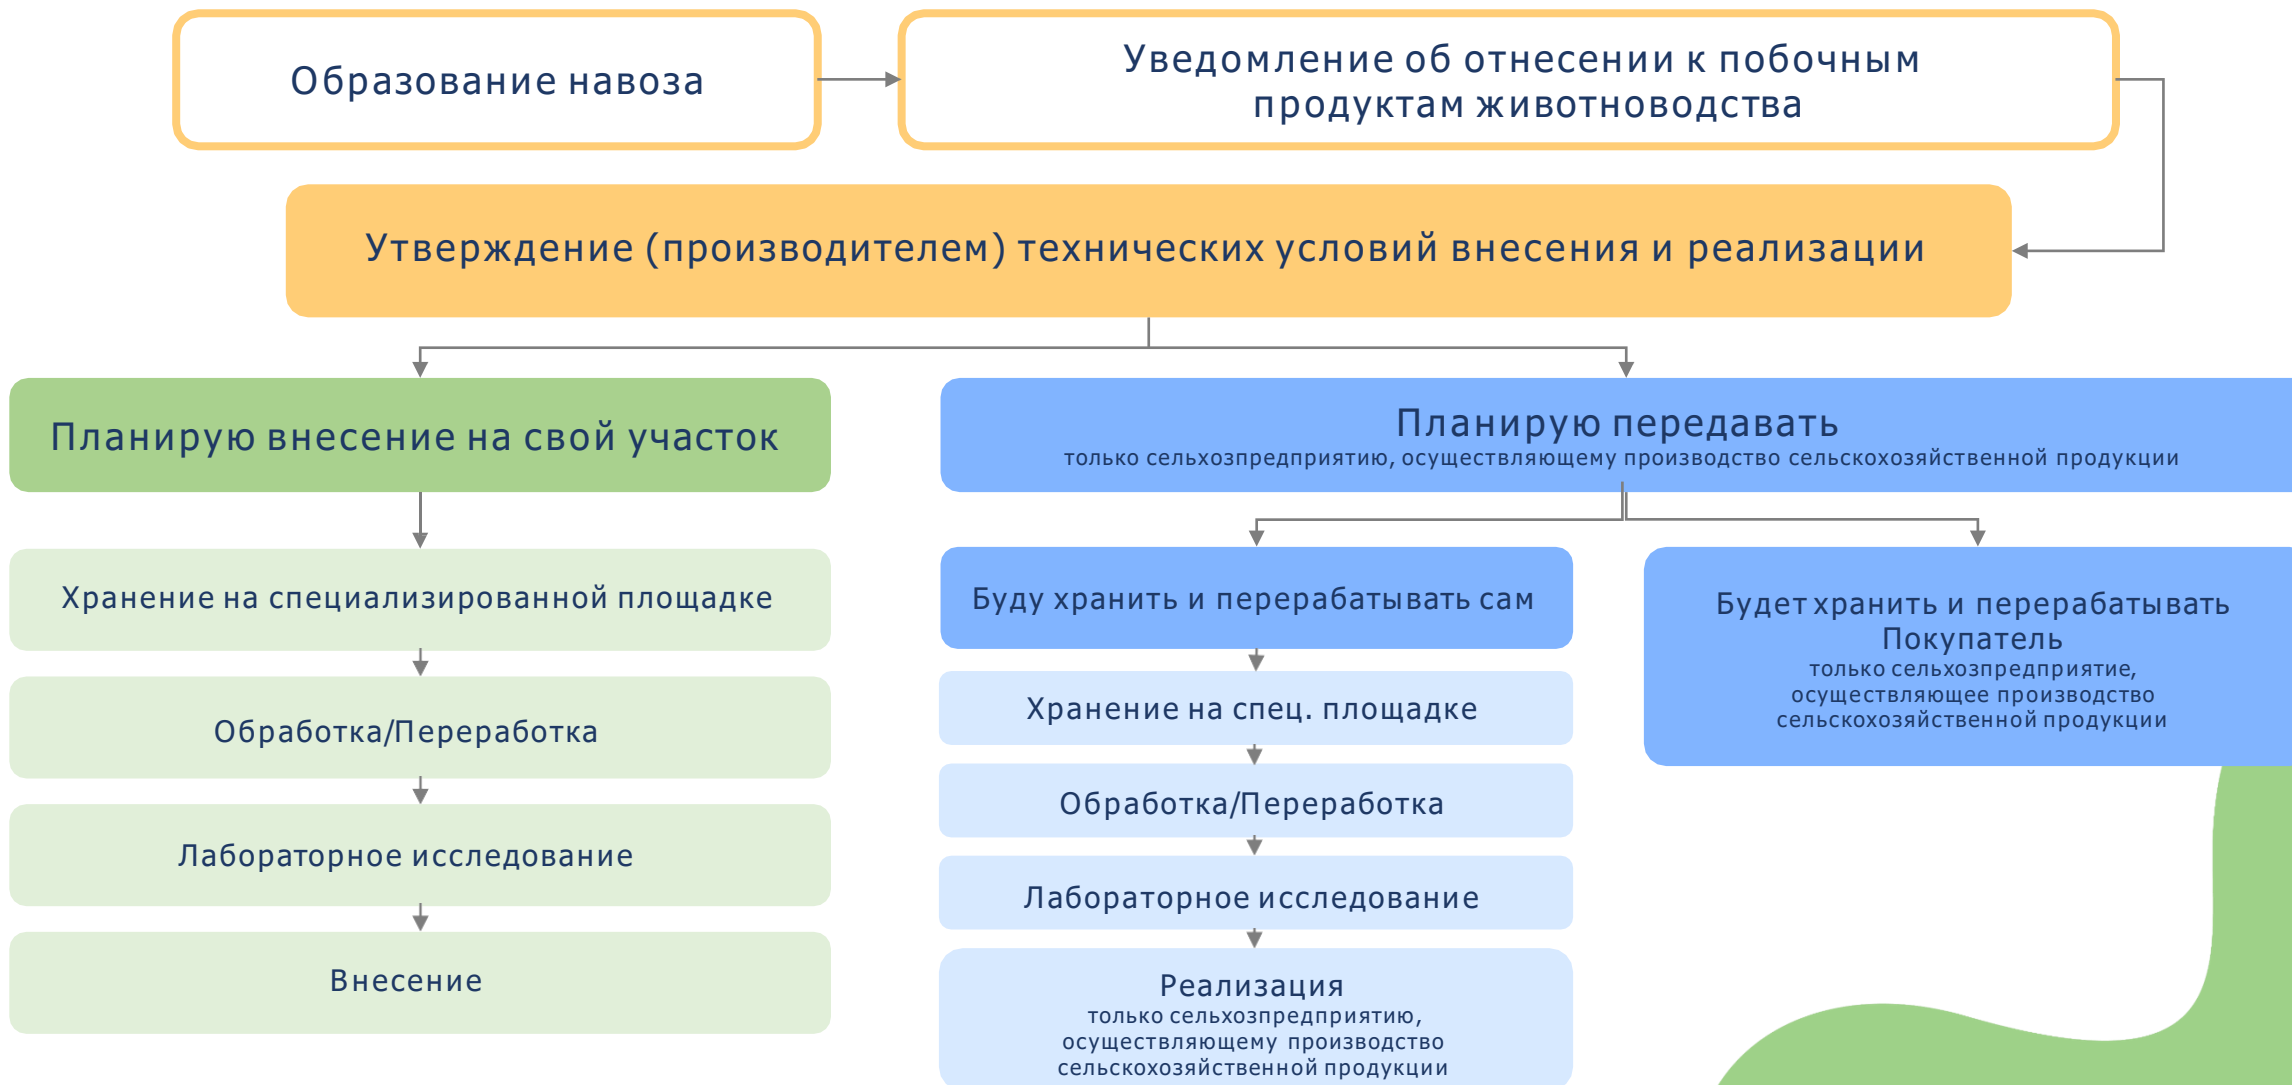 Образование навоза
Уведомление об отнесении к побочным
продуктам животноводства
Утверждение (производителем) технических условий внесения и реализации
Планирую внесение на свой участок
Хранение на специализированной площадке
Обработка/Переработка
Лабораторное исследование
Внесение
Планирую передавать
только сельхозпредприятию, осуществляющему производство сельскохозяйственной продукции
Буду хранить и перерабатывать сам
Хранение на спец. площадке
Обработка/Переработка
Лабораторное исследование
Реализация
только сельхозпредприятию,
осуществляющему производство
сельскохозяйственной продукции
Будет хранить и перерабатывать
Покупатель
только сельхозпредприятие,
осуществляющее производство
сельскохозяйственной продукции